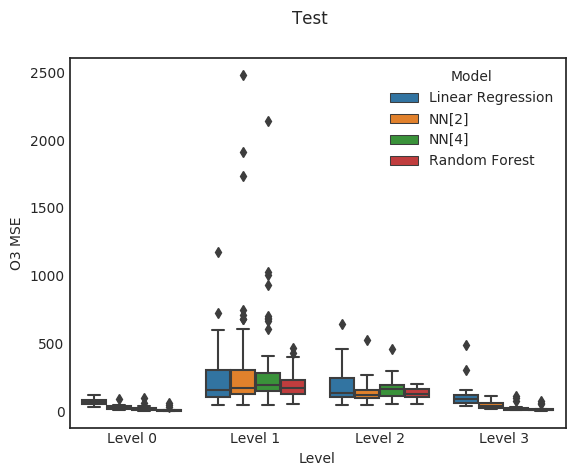 Test
2500
2000
1500
1000
500
0
O3 MSE
Model
Linear Regression
NN[2]
NN[4]
Random Forest
Level 0
Level 1
Level 2
Level 3
Level